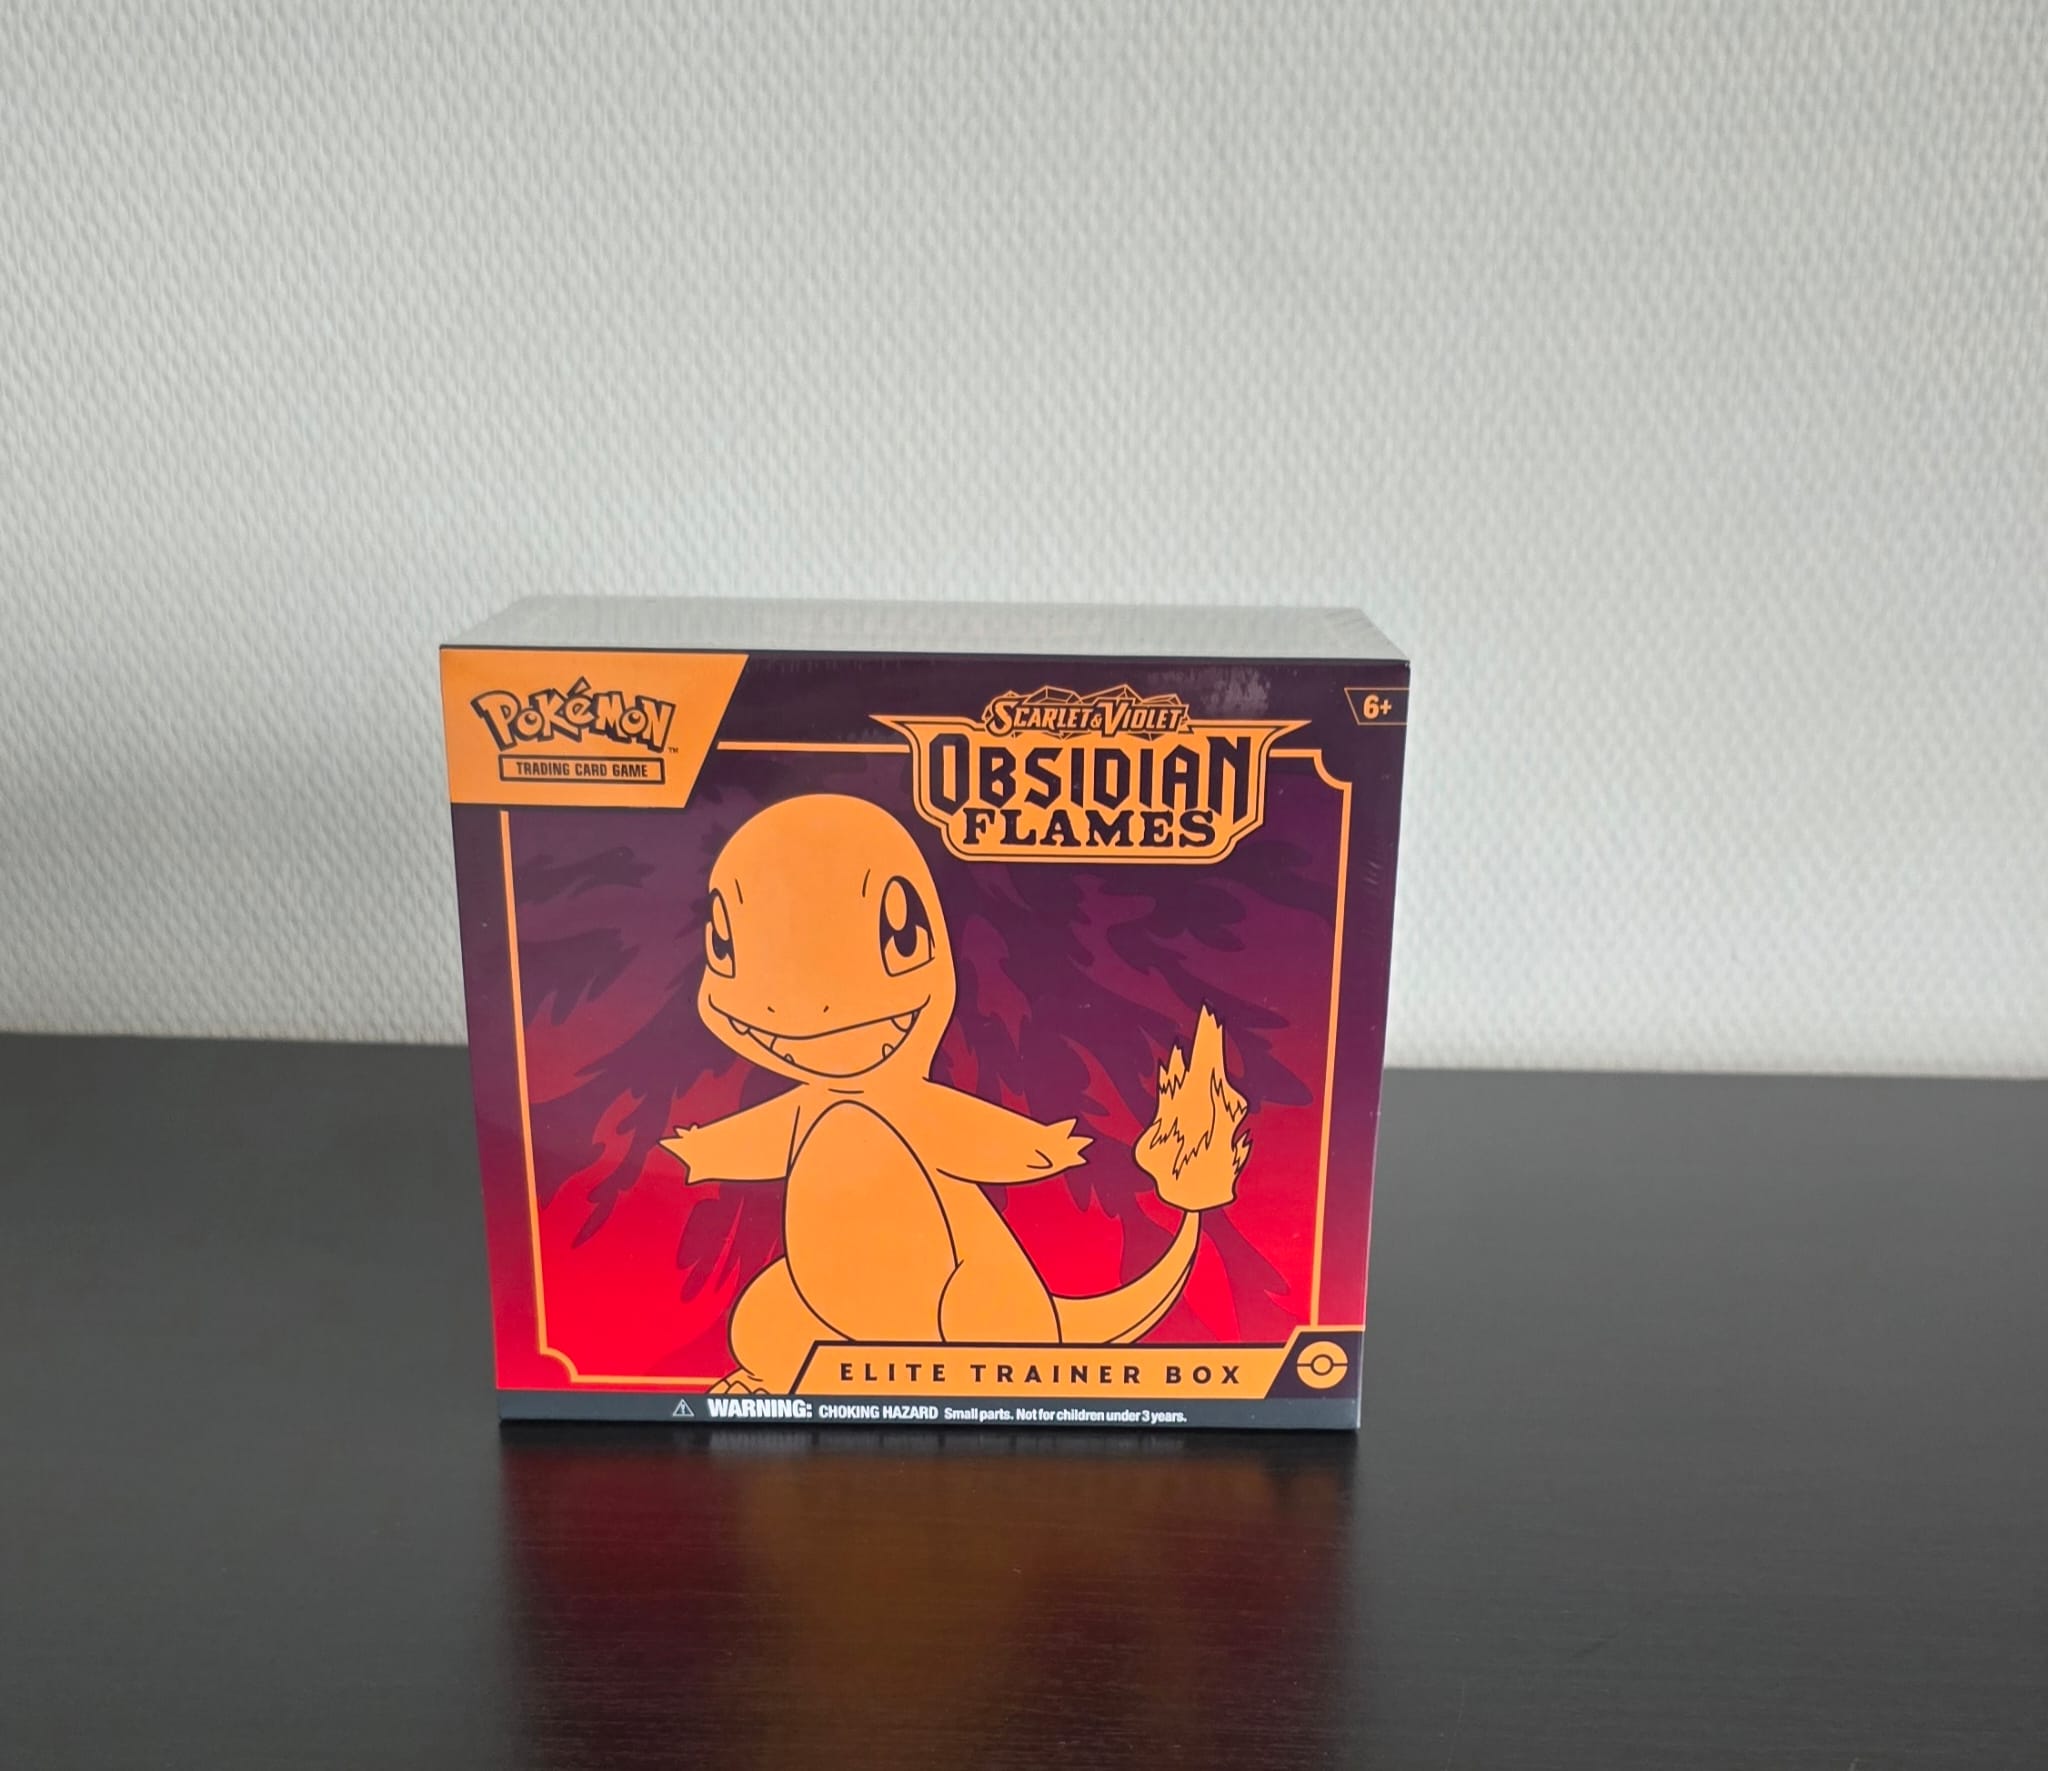 POKéMON™
TRADING CARD GAME
SCARLET & VIOLET
OBSIDIAN
FLAMES
6+
ELITE TRAINER BOX
WARNING: CHOKING HAZARD Small parts. Not for children under 3 years.